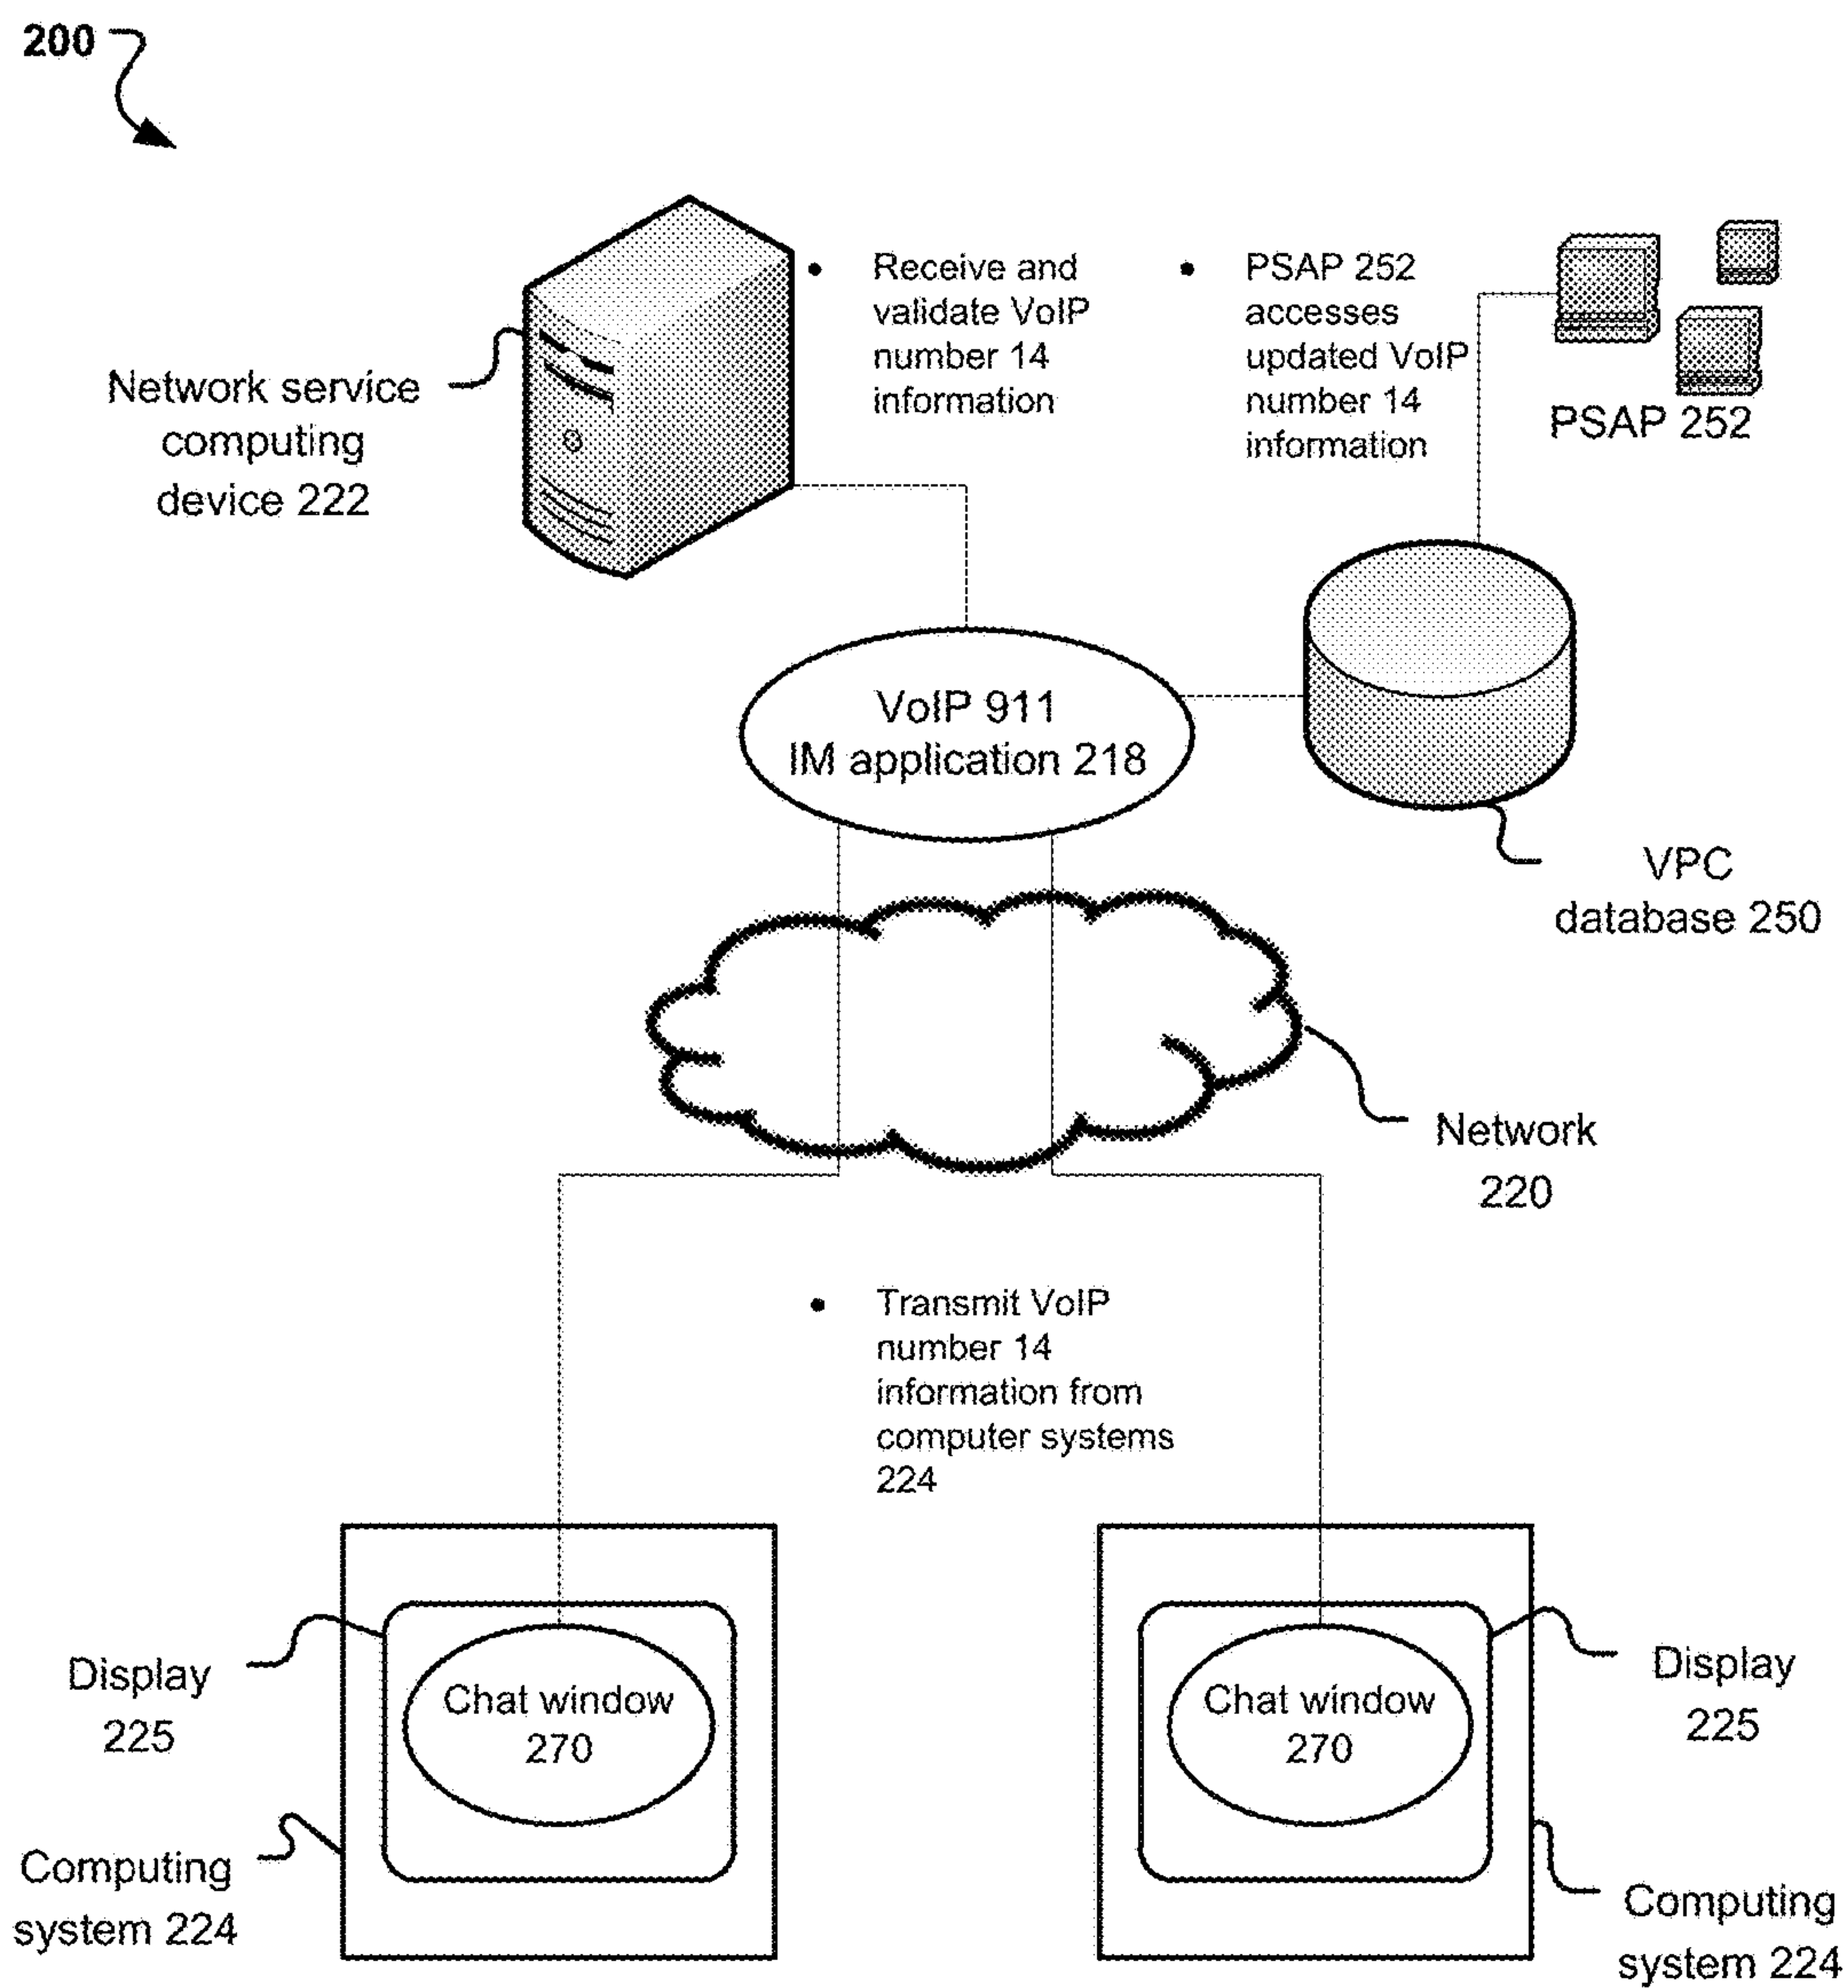 200
Receive and
validate VoIP
number 14
information
PSAP 252
accesses
updated VoIP
number 14
information
PSAP 252
Network service
computing
device 222
VoIP 911
IM application 218
VPC
database 250
Network
220
Transmit VoIP
number 14
information from
computer systems
224
Display
225
Chat window
270
Computing
system 224
Chat window
270
Display
225
Computing
system 224